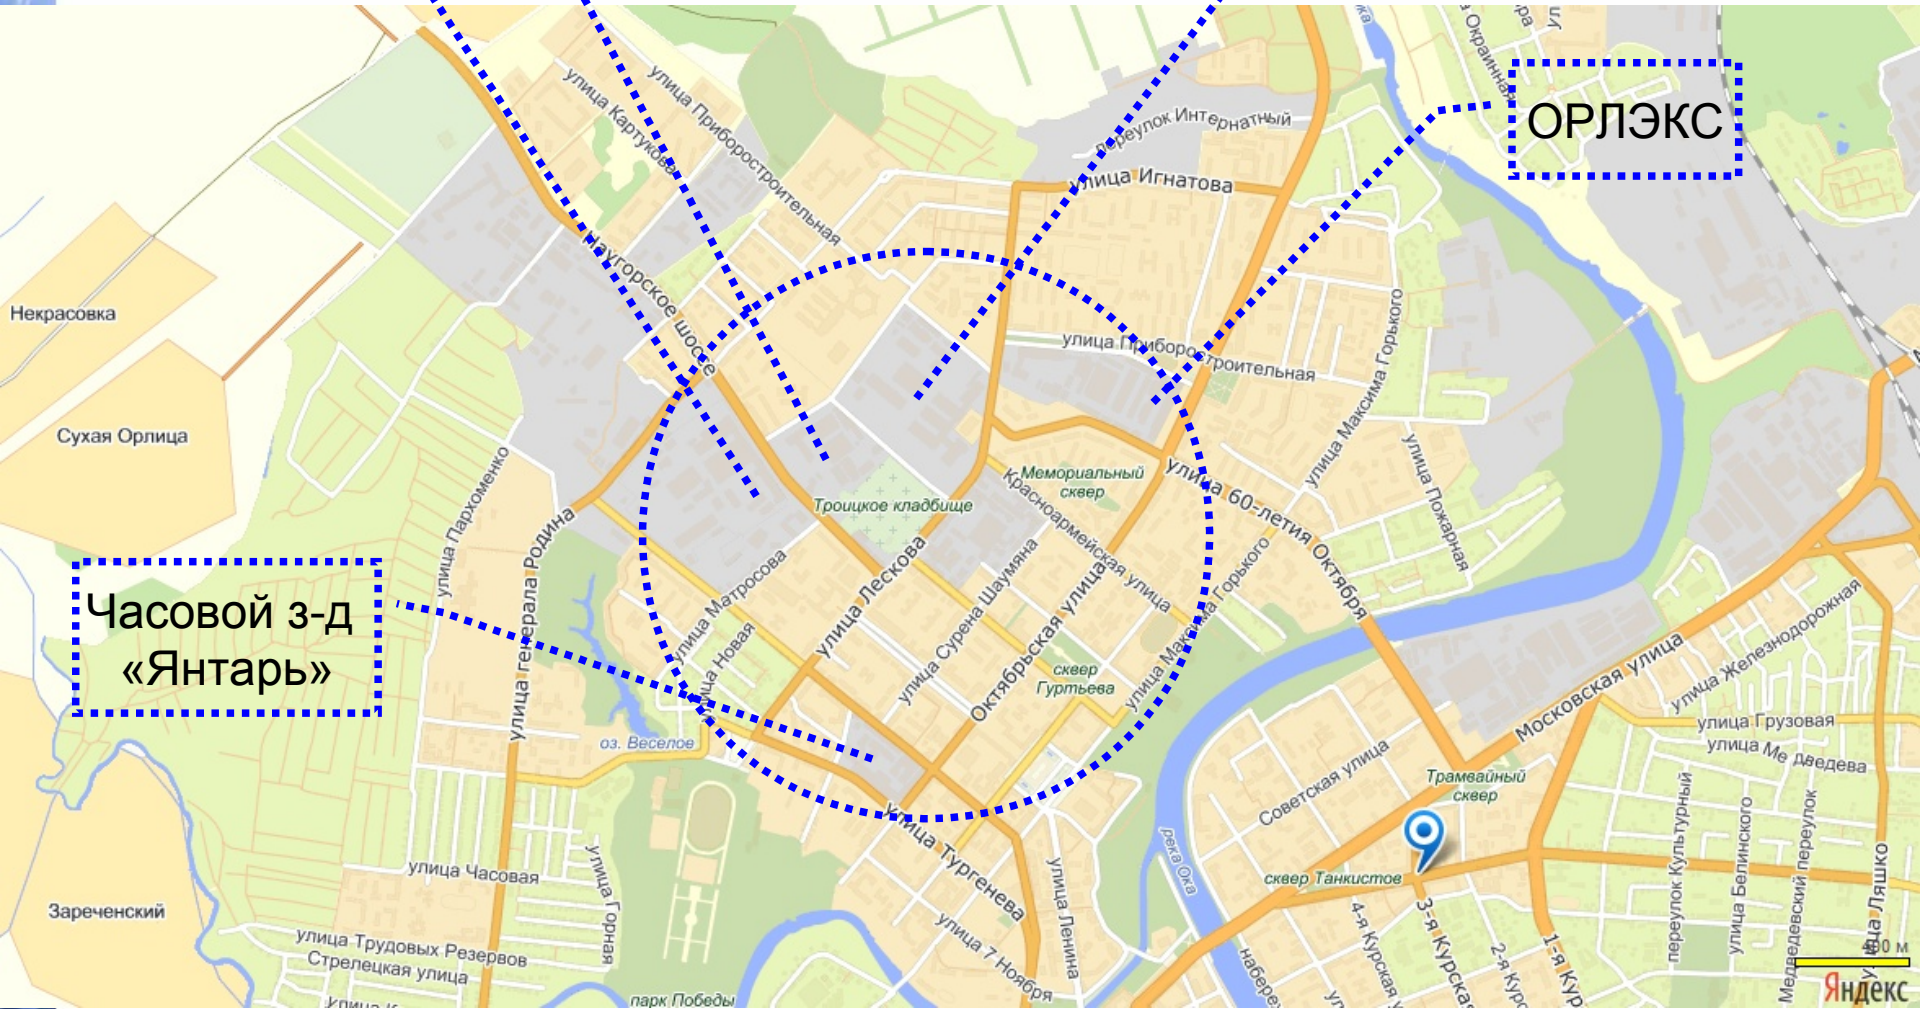 ОРЛЭКС
Часовой з-д
«Янтарь»
Некрасовка
Сухая Орлица
Зареченский
улица Картукова
улица Приборостроительная
переулок Интернатный
улица Игнатова
а Окраинная
Наугорское шоссе
улица Приборостроительная
улица Максима Горького
улица Пархоменко
улица генерала Родина
Троицкое кладбище
Мемориальный
сквер
Красноармейская улица
улица 60-летия Октября
улица Пожарная
улица Матросова
улица Новая
улица Лескова
улица Сурена Шаумяна
Октябрьская улица
улица Максима Горького
сквер
Гуртьева
оз. Веселое
улица Тургенева
улица Ленина
улица 7 Ноября
улица Часовая
улица Горная
улица Трудовых Резервов
Стрелецкая улица
парк Победы
река Ока
Советская улица
Московская улица
улица Железнодорожная
улица Грузовая
улица Медведева
Трамвайный
сквер
сквер Танкистов
4-я Курская
3-я Курская
2-я Курс
1-я Кур
набере
переулок Культурный
улица Белинского
Медведевский переулок
улица Ляшко
400 м
Яндекс